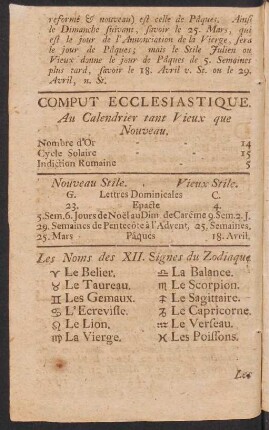 reformé & nouveau) est celle de Pâques. Ainsi
le Dimanche suivant, savoir le 25. Mars, qui
est le jour de l'Annonciation de la Vierge, sera
le jour de Pâques; mais le Stile Julien ou
Vieux donne le jour de Pâques de 5. Semaines
plus tard, savoir le 18. Avril v. St. ou le 29.
Avril, n. St.
COMPUT ECCLESIASTIQUE.
Au Calendrier tant Vieux que
Nouveau.
Nombre d'Or - - 14
Cycle Solaire - - 15
Indiction Romaine - - 5
Nouveau Stile. Vieux Stile.
G. Lettres Dominicales C.
23. Epacte 4.
5. Sem. 6. Jours de Noël au Dim de Carême 9. Sem. 2. J.
29. Semaines de Pentecôte à l'Advent, 25. Semaines,
25. Mars Pâques 18. Avril.
Les Noms des XII. Signes du Zodiaque
♈ Le Belier. ♎ La Balance.
♉ Le Taureau. ♏ Le Scorpion.
♊ Les Gemaux. ♐ Le Sagittaire.
♋ L'Ecrevisse. ♑ Le Capricorne.
♌ Le Lion. ♒ Le Verseau.
♍ La Vierge. ♓ Les Poissons.
Les